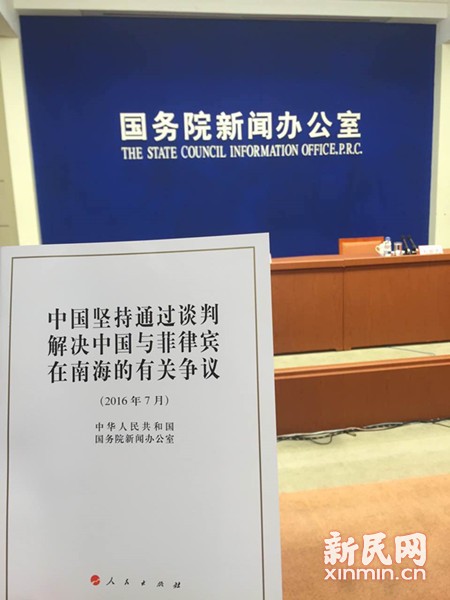 国务院新闻办公室
THE STATE COUNCIL INFORMATION OFFICE,P.R.C.
中国坚持通过谈判
解决中国与菲律宾
在南海的有关争议
(2016年7月)
中华人民共和国
国务院新闻办公室
人民出版社
新民网
xinmin.cn